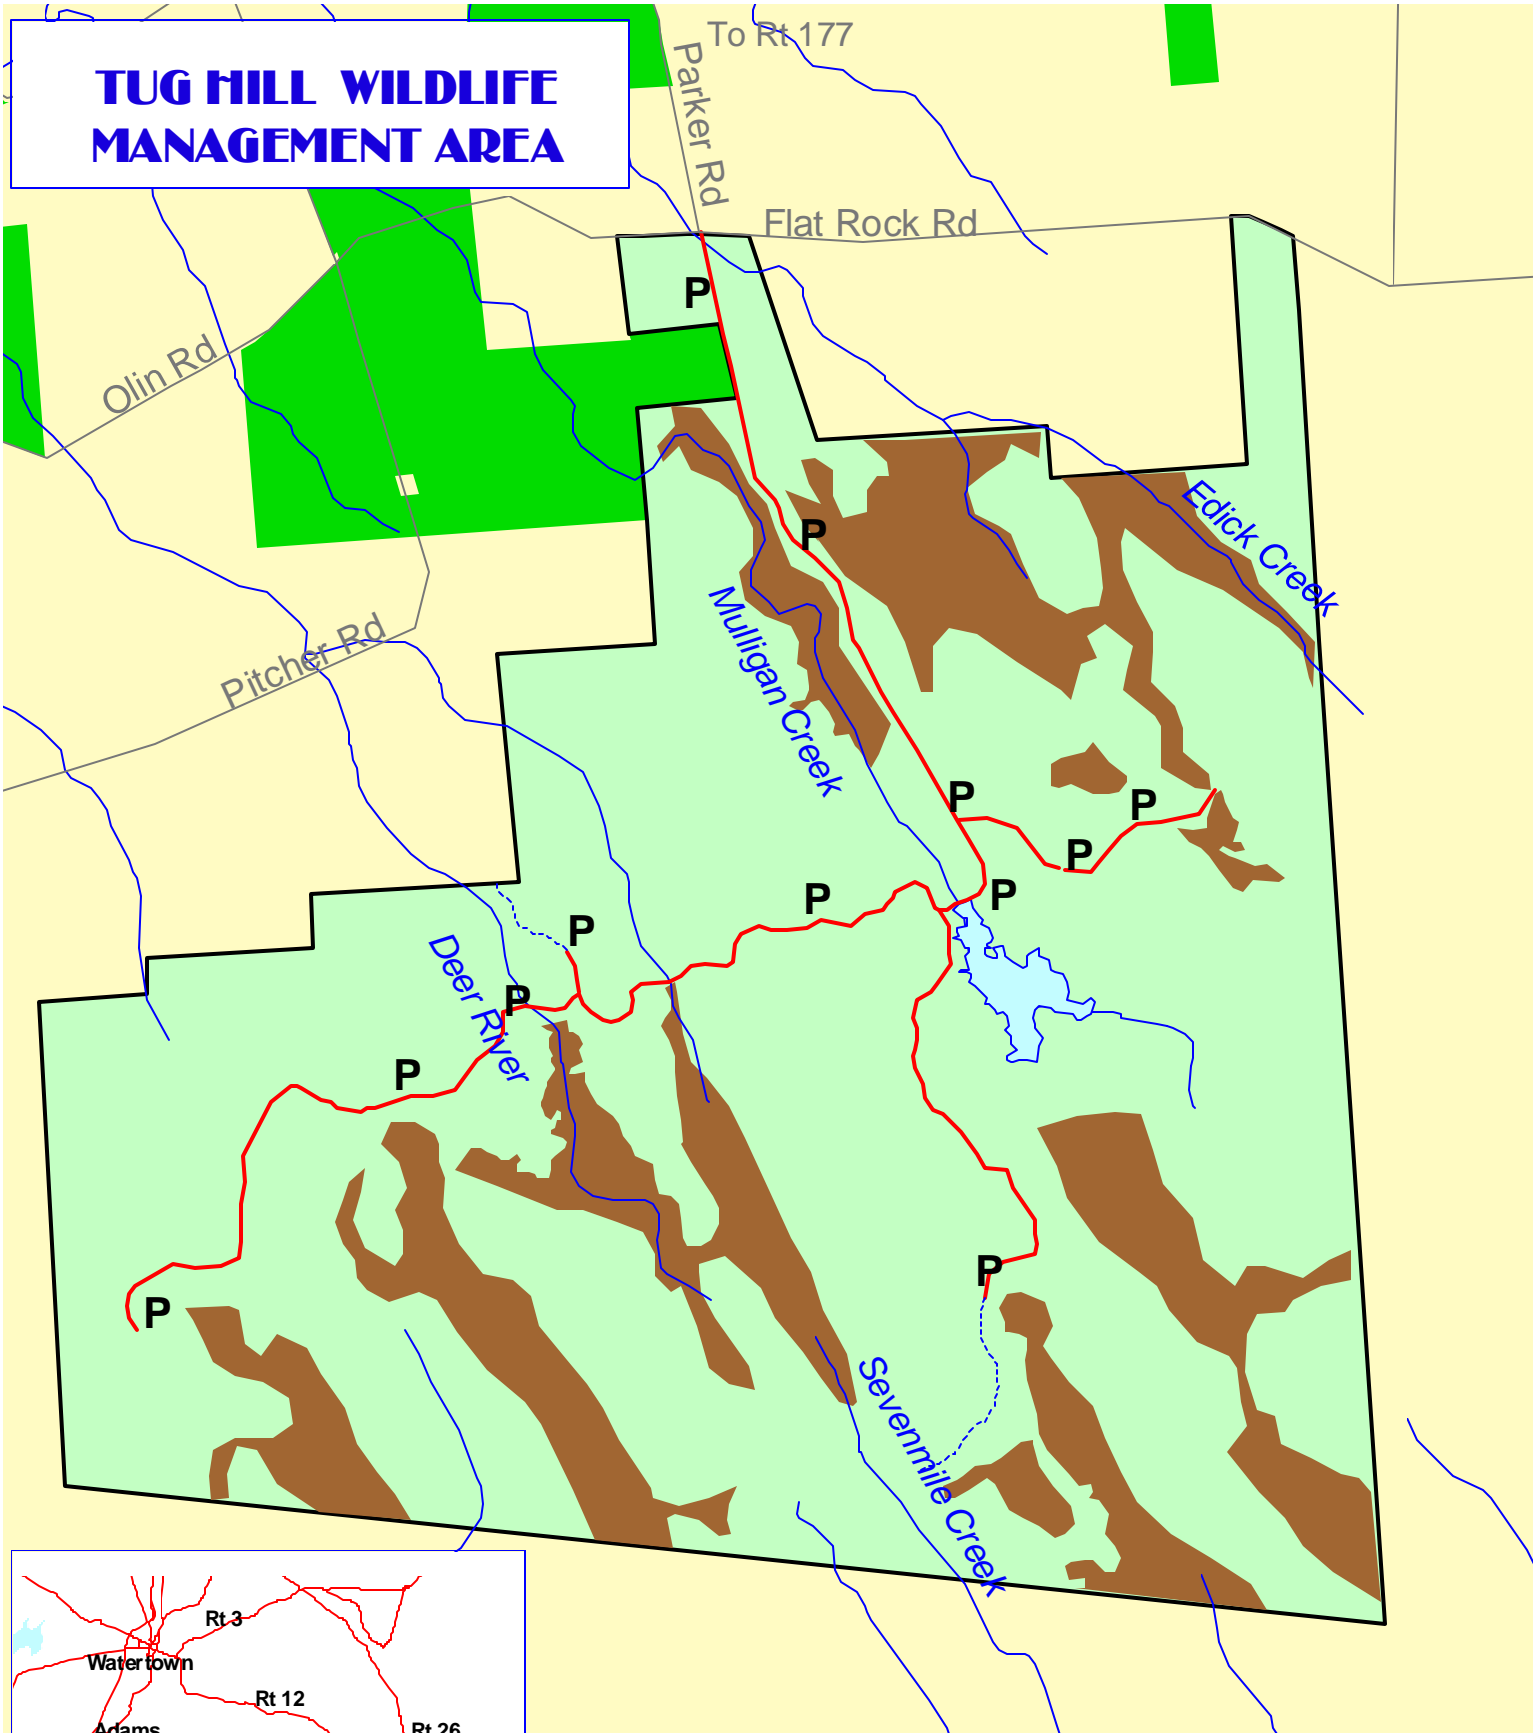 TUG HILL WILDLIFE
MANAGEMENT AREA
To Rt 177
Parker Rd
Flat Rock Rd
P
Olin Rd
Edick Creek
P
Mulligan Creek
Pitcher Rd
P
P
P
P
P
P
Deer River
P
P
P
P
Sevenmile Creek
Rt 3
Watertown
Rt 12
Adams
Rt 26